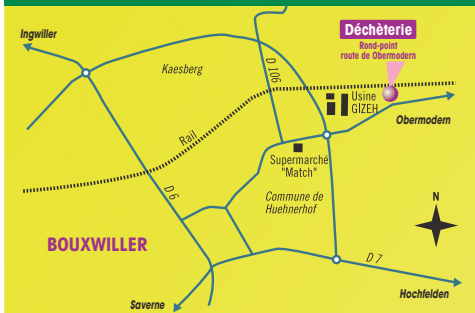 Ingwiller
Déchèterie
Rond-point
route de Obermodern
Kaesberg
D 106
Usine
GÏZEH
Obermodern
Rail
Supermarché
"Match"
D 6
Commune de
Huehnerhof
N
BOUXWILLER
D 7
Saverne
Hochfelden